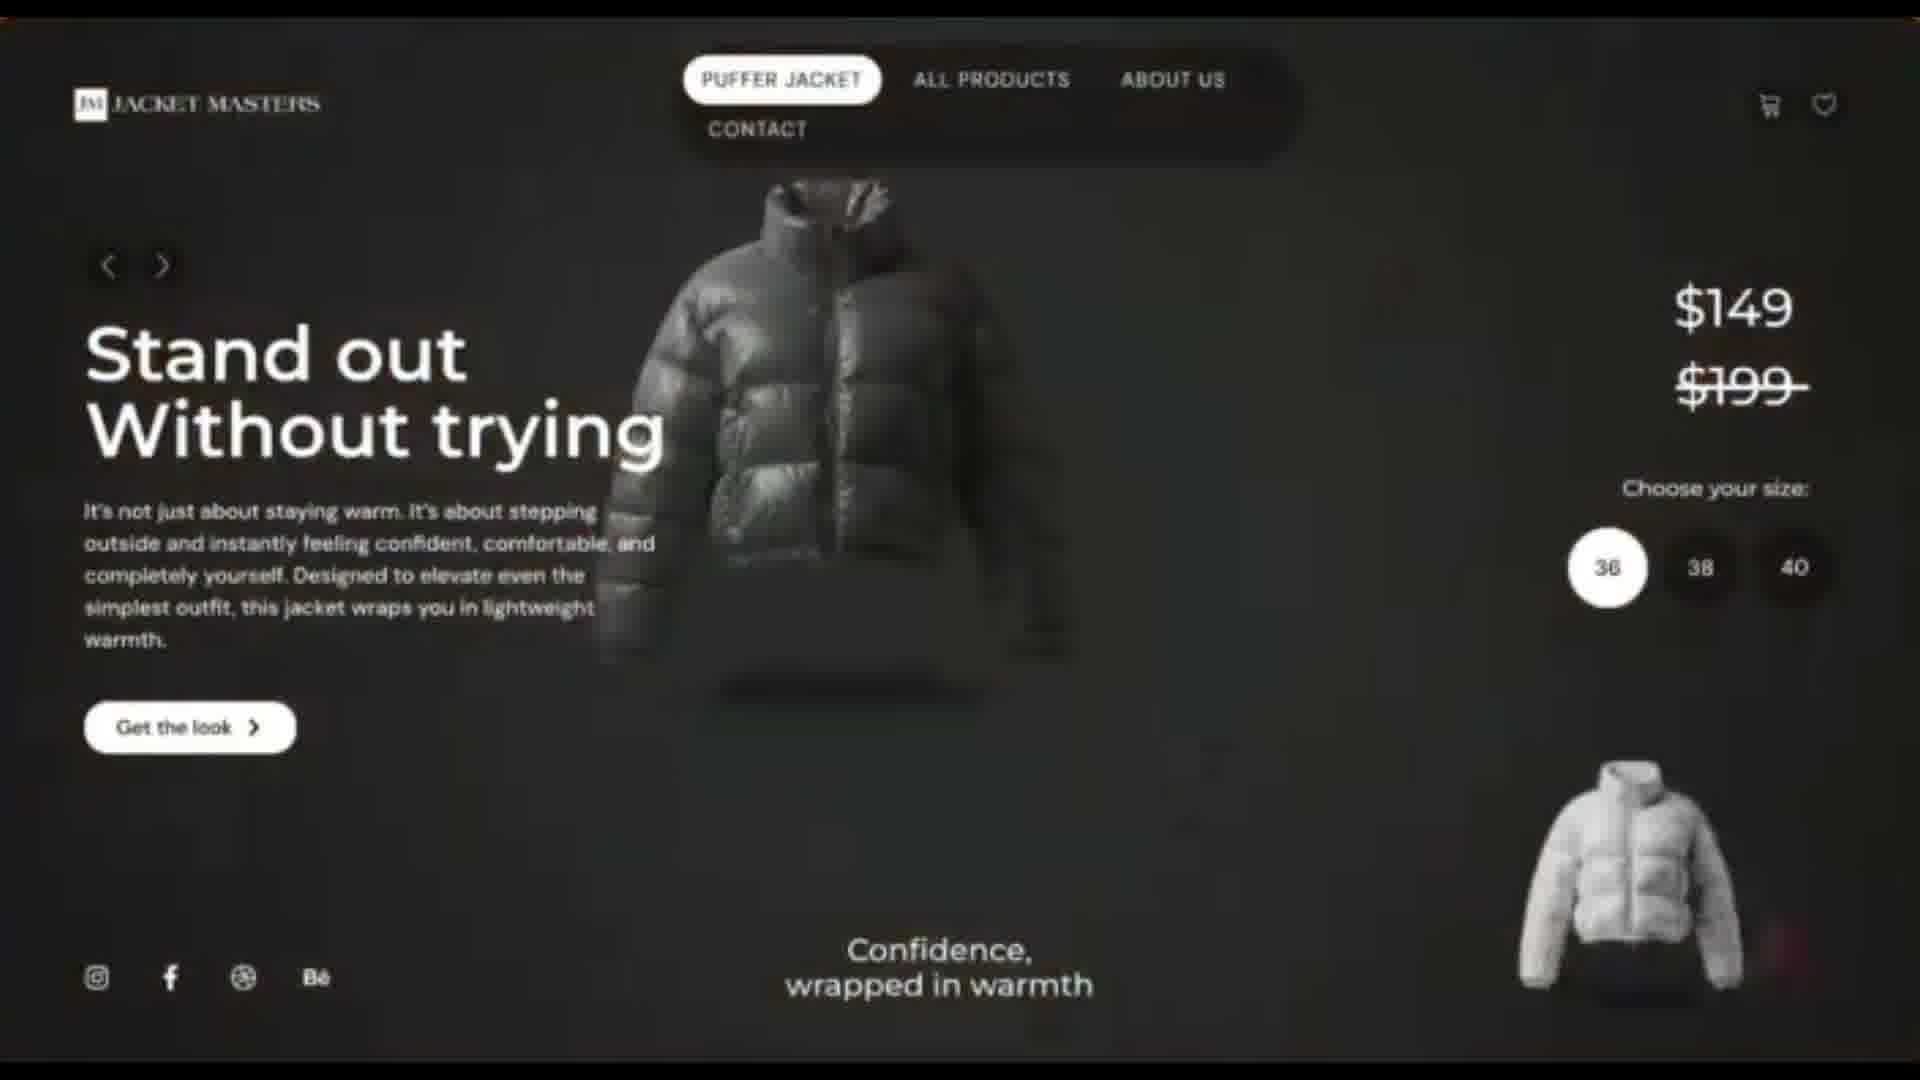 JM JACKET MASTERS
PUFFER JACKET ALL PRODUCTS ABOUT US
CONTACT
Stand out
Without trying
It's not just about staying warm. It's about stepping
outside and instantly feeling confident, comfortable, and
completely yourself. Designed to elevate even the
simplest outfit, this jacket wraps you in lightweight
warmth.
Get the look
$149
$199
Choose your size:
36 38 40
Confidence,
wrapped in warmth
Bē